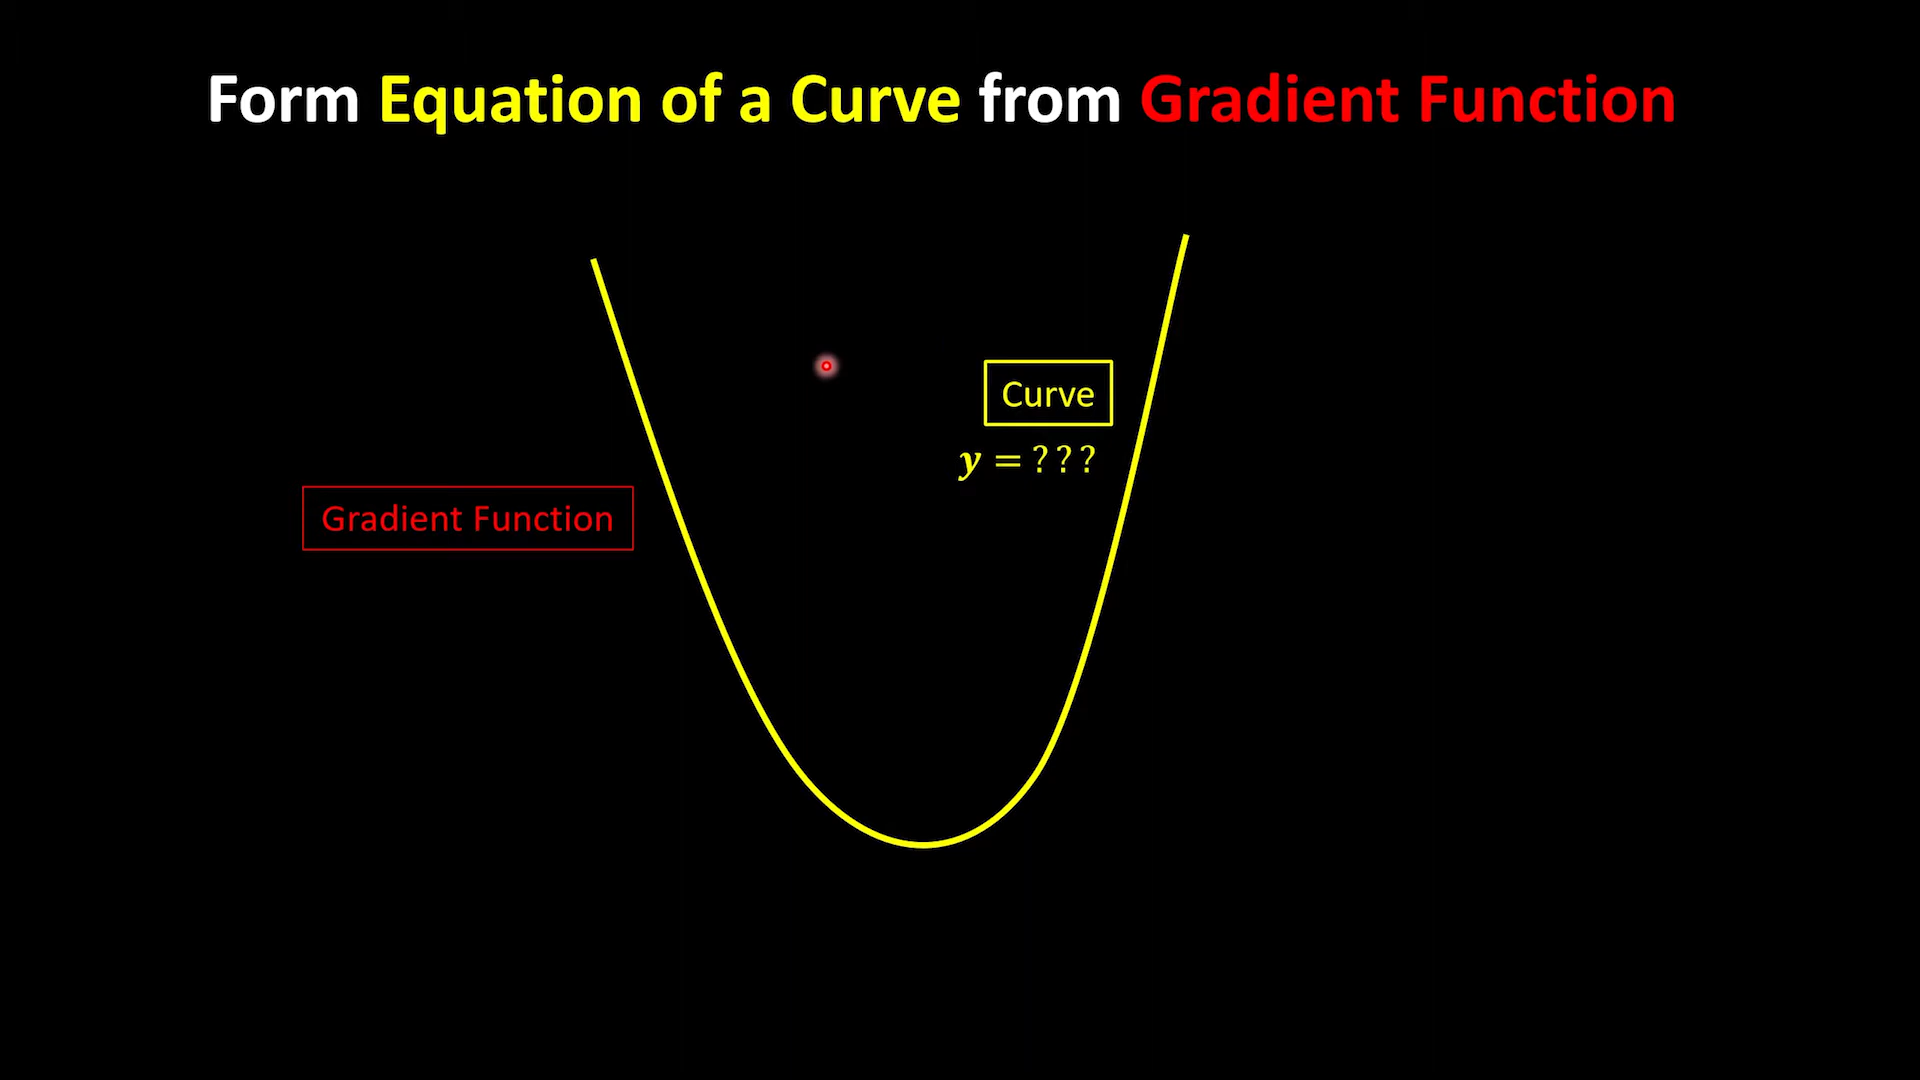 Form Equation of a Curve from Gradient Function
Curve
y = ? ? ?
Gradient Function